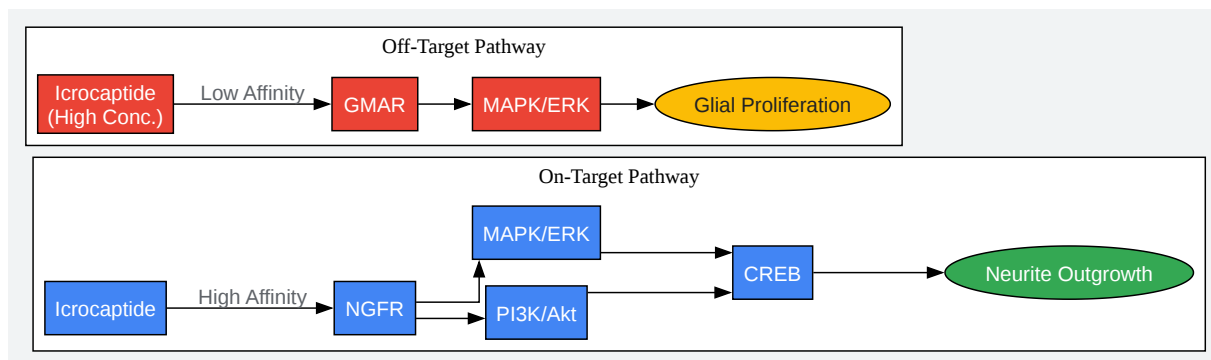 Off-Target Pathway
Icrocaptide
(High Conc.)
Low Affinity
GMAR
MAPK/ERK
Glial Proliferation
On-Target Pathway
Icrocaptide
High Affinity
NGFR
MAPK/ERK
PI3K/Akt
CREB
Neurite Outgrowth